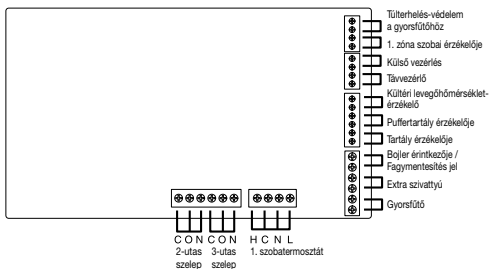 Túlterhelés-védelem
a gyorsfűtőhöz
1. zóna szobai érzékelője
Külső vezérlés
Távvezérlő
Kültéri levegőhőmérséklet-
érzékelő
Puffertartály érzékelője
Tartály érzékelője
Bojler érintkezője /
Fagymentesítés jel
Extra szivattyú
Gyorsfűtő
C O N C O N H C N L
2-utas 3-utas 1. szobatermosztát
szelep szelep